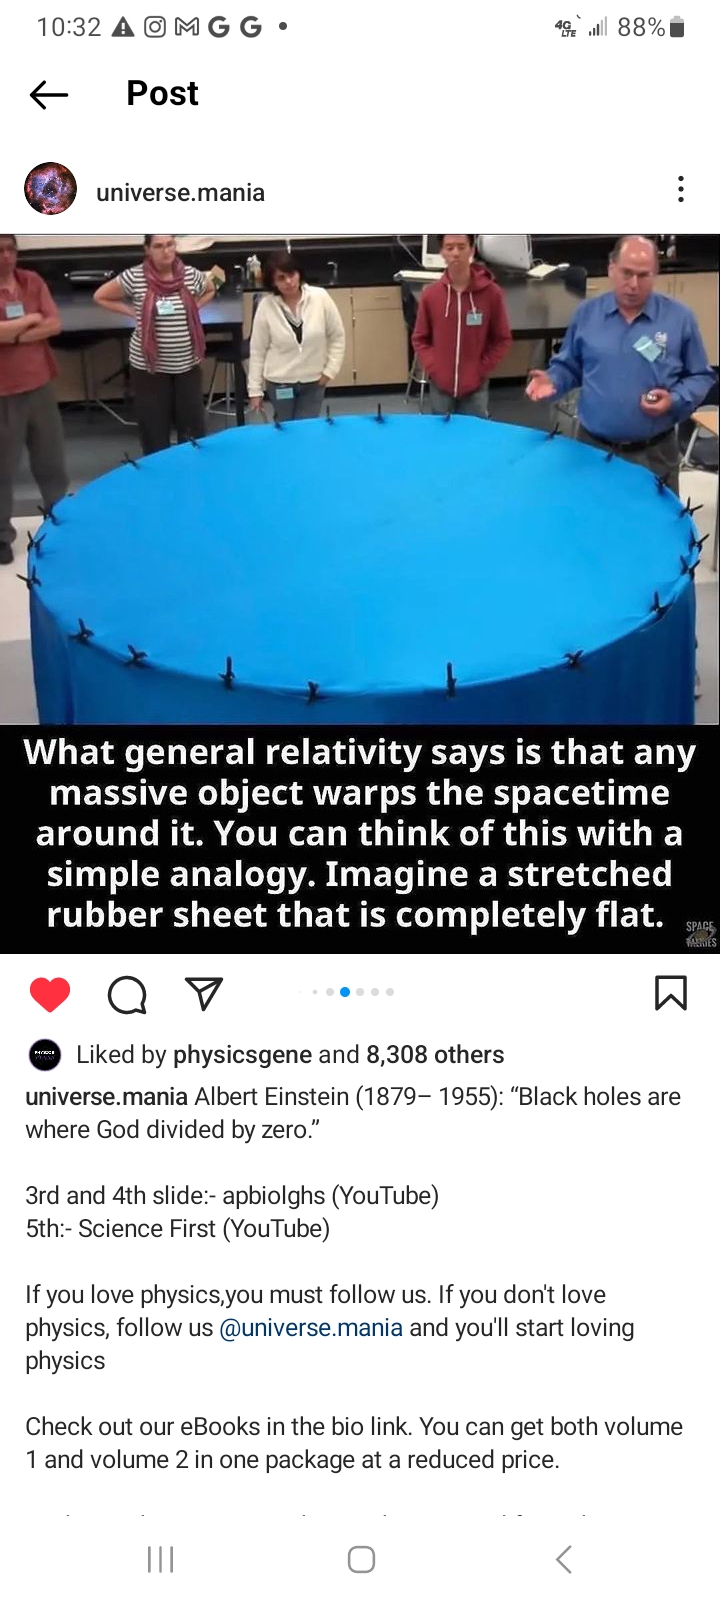 10:32
4G
LTE
88%
Post
universe.mania
What general relativity says is that any
massive object warps the spacetime
around it. You can think of this with a
simple analogy. Imagine a stretched
rubber sheet that is completely flat.
SPACE
Liked by physicsgene and 8,308 others
universe.mania Albert Einstein (1879– 1955): “Black holes are
where God divided by zero.”
3rd and 4th slide:- apbiolghs (YouTube)
5th:- Science First (YouTube)
If you love physics,you must follow us. If you don't love
physics, follow us @universe.mania and you'll start loving
physics
Check out our eBooks in the bio link. You can get both volume
1 and volume 2 in one package at a reduced price.